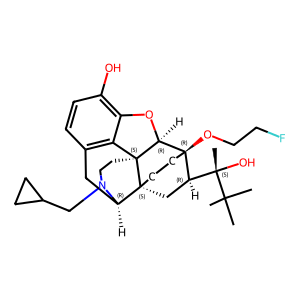 OH
O H
(R) (R)
(S) O F
C C OH
N (S)
(R) (R) (S) H
H